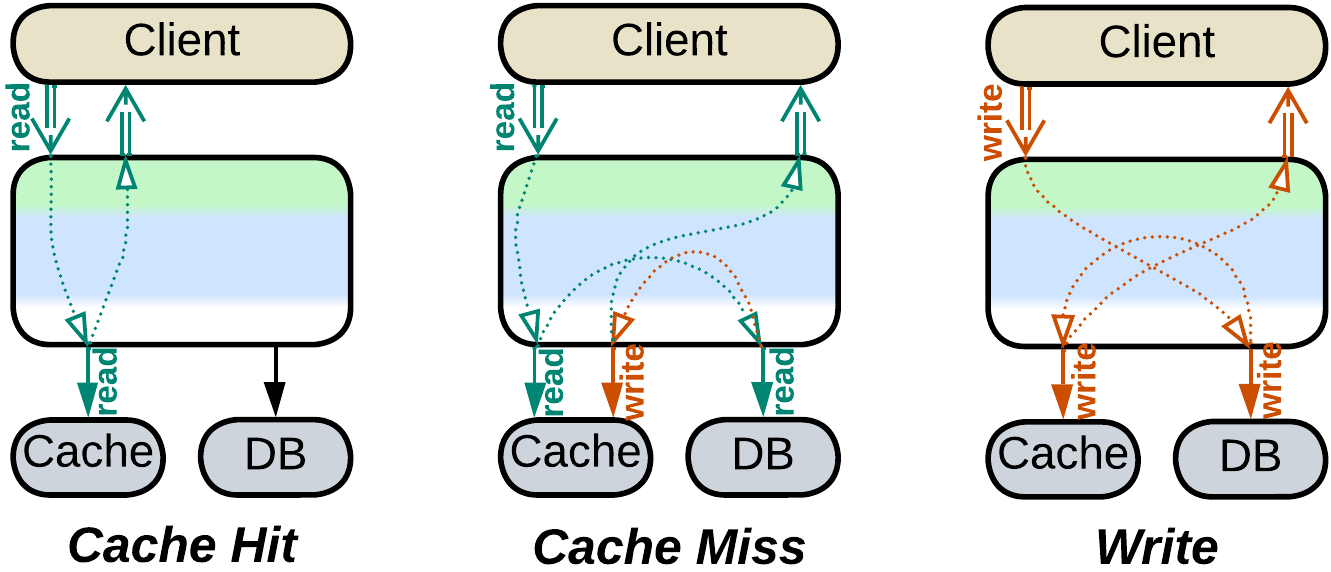 Client
read
Cache
read
DB
Cache Hit
Client
read
read
write
read
Cache
DB
Cache Miss
Client
write
write
write
Cache
DB
Write